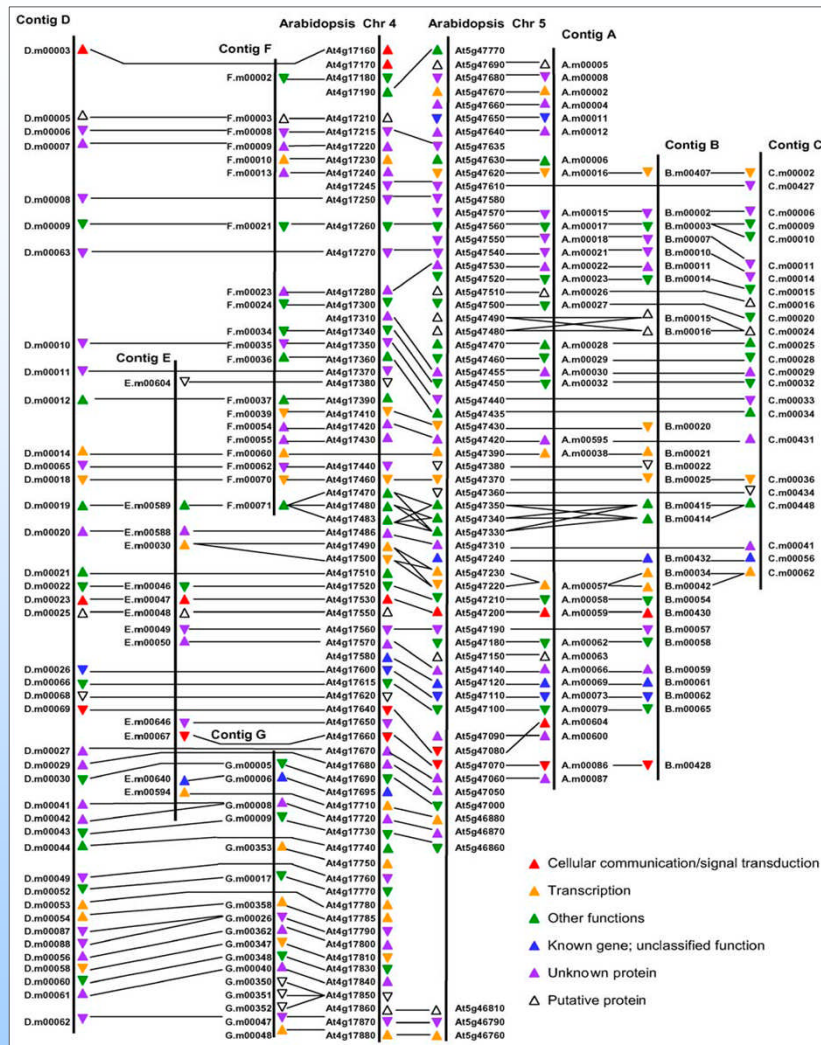 Contig D
D.m00003
D.m00005
D.m00006
D.m00007
D.m00008
D.m00009
D.m00063
D.m00010
D.m00011
D.m00012
D.m00014
D.m00065
D.m00018
D.m00019
D.m00020
D.m00021
D.m00022
D.m00023
D.m00025
D.m00026
D.m00066
D.m00068
D.m00069
D.m00027
D.m00029
D.m00030
D.m00041
D.m00042
D.m00043
D.m00044
D.m00049
D.m00052
D.m00053
D.m00054
D.m00087
D.m00088
D.m00056
D.m00058
D.m00060
D.m00061
D.m00062
Contig E
E.m00604
E.m00589
E.m00588
E.m00030
E.m00046
E.m00047
E.m00048
E.m00049
E.m00050
E.m00646
E.m00067
E.m00640
E.m00594
Contig F
F.m00002
F.m00003
F.m00008
F.m00009
F.m00010
F.m00013
F.m00021
F.m00023
F.m00024
F.m00034
F.m00035
F.m00036
F.m00037
F.m00039
F.m00054
F.m00055
F.m00060
F.m00062
F.m00070
F.m00071
Contig G
G.m00005
G.m00006
G.m00008
G.m00009
G.m00353
G.m00017
G.m00358
G.m00026
G.m00362
G.m00347
G.m00348
G.m00040
G.m00350
G.m00351
G.m00352
G.m00047
G.m00048
Arabidopsis Chr 4
At4g17160
At4g17170
At4g17180
At4g17190
At4g17210
At4g17215
At4g17220
At4g17230
At4g17240
At4g17245
At4g17250
At4g17260
At4g17270
At4g17280
At4g17300
At4g17310
At4g17340
At4g17350
At4g17360
At4g17370
At4g17380
At4g17390
At4g17410
At4g17420
At4g17430
At4g17440
At4g17460
At4g17470
At4g17480
At4g17483
At4g17486
At4g17490
At4g17500
At4g17510
At4g17520
At4g17530
At4g17550
At4g17560
At4g17570
At4g17580
At4g17600
At4g17615
At4g17620
At4g17640
At4g17650
At4g17660
At4g17670
At4g17680
At4g17690
At4g17695
At4g17710
At4g17720
At4g17730
At4g17740
At4g17750
At4g17760
At4g17770
At4g17780
At4g17785
At4g17790
At4g17800
At4g17810
At4g17830
At4g17840
At4g17850
At4g17860
At4g17870
At4g17880
Arabidopsis Chr 5
At5g47770
At5g47690
At5g47680
At5g47670
At5g47660
At5g47650
At5g47640
At5g47635
At5g47630
At5g47620
At5g47610
At5g47580
At5g47570
At5g47560
At5g47550
At5g47540
At5g47530
At5g47520
At5g47510
At5g47500
At5g47490
At5g47480
At5g47470
At5g47460
At5g47455
At5g47450
At5g47440
At5g47435
At5g47430
At5g47420
At5g47390
At5g47380
At5g47370
At5g47360
At5g47350
At5g47340
At5g47330
At5g47310
At5g47240
At5g47230
At5g47220
At5g47210
At5g47200
At5g47190
At5g47180
At5g47150
At5g47140
At5g47120
At5g47110
At5g47100
At5g47090
At5g47080
At5g47070
At5g47060
At5g47050
At5g47000
At5g46880
At5g46870
At5g46860
At5g46810
At5g46790
At5g46760
Contig A
A.m00005
A.m00008
A.m00002
A.m00004
A.m00011
A.m00012
A.m00006
A.m00016
A.m00015
A.m00017
A.m00018
A.m00021
A.m00022
A.m00023
A.m00026
A.m00027
A.m00028
A.m00029
A.m00030
A.m00032
A.m00595
A.m00038
A.m00057
A.m00058
A.m00059
A.m00062
A.m00063
A.m00066
A.m00069
A.m00073
A.m00079
A.m00604
A.m00600
A.m00086
A.m00087
Contig B
B.m00407
B.m00002
B.m00003
B.m00007
B.m00010
B.m00011
B.m00014
B.m00015
B.m00016
B.m00020
B.m00021
B.m00022
B.m00025
B.m00415
B.m00414
B.m00432
B.m00034
B.m00042
B.m00054
B.m00430
B.m00057
B.m00058
B.m00059
B.m00061
B.m00062
B.m00065
B.m00428
Contig C
C.m00002
C.m00427
C.m00006
C.m00009
C.m00010
C.m00011
C.m00014
C.m00015
C.m00016
C.m00020
C.m00024
C.m00025
C.m00028
C.m00029
C.m00032
C.m00033
C.m00034
C.m00431
C.m00036
C.m00434
C.m00448
C.m00041
C.m00056
C.m00062
Cellular communication/signal transduction
Transcription
Other functions
Known gene; unclassified function
Unknown protein
Putative protein